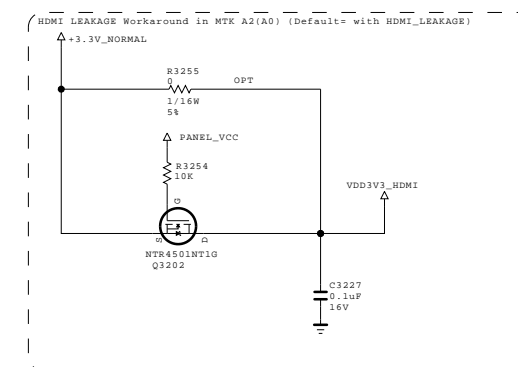 HDMI LEAKAGE Workaround in MTK A2(A0) (Default= with HDMI_LEAKAGE)
+3.3V_NORMAL
R3255
0
OPT
1/16W
5%
PANEL_VCC
R3254
10K
G
VDD3V3_HDMI
S
D
NTR4501NT1G
Q3202
C3227
0.1uF
16V